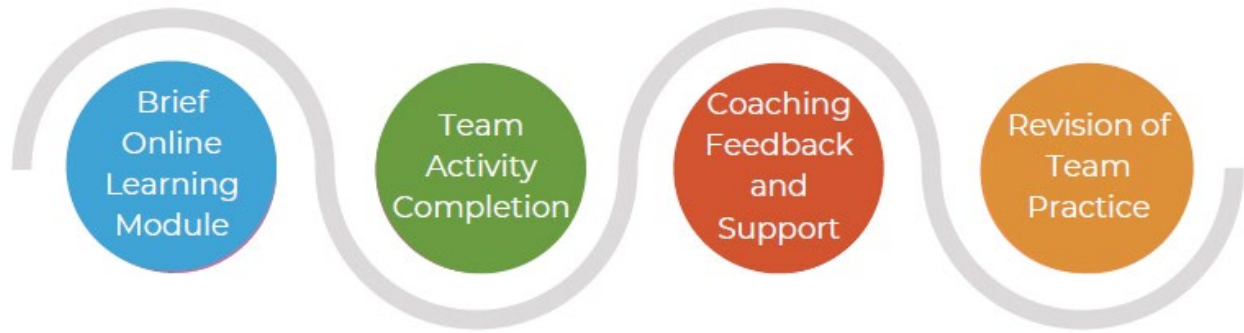 Brief
Online
Learning
Module
Team
Activity
Completion
Coaching
Feedback
and
Support
Revision of
Team
Practice